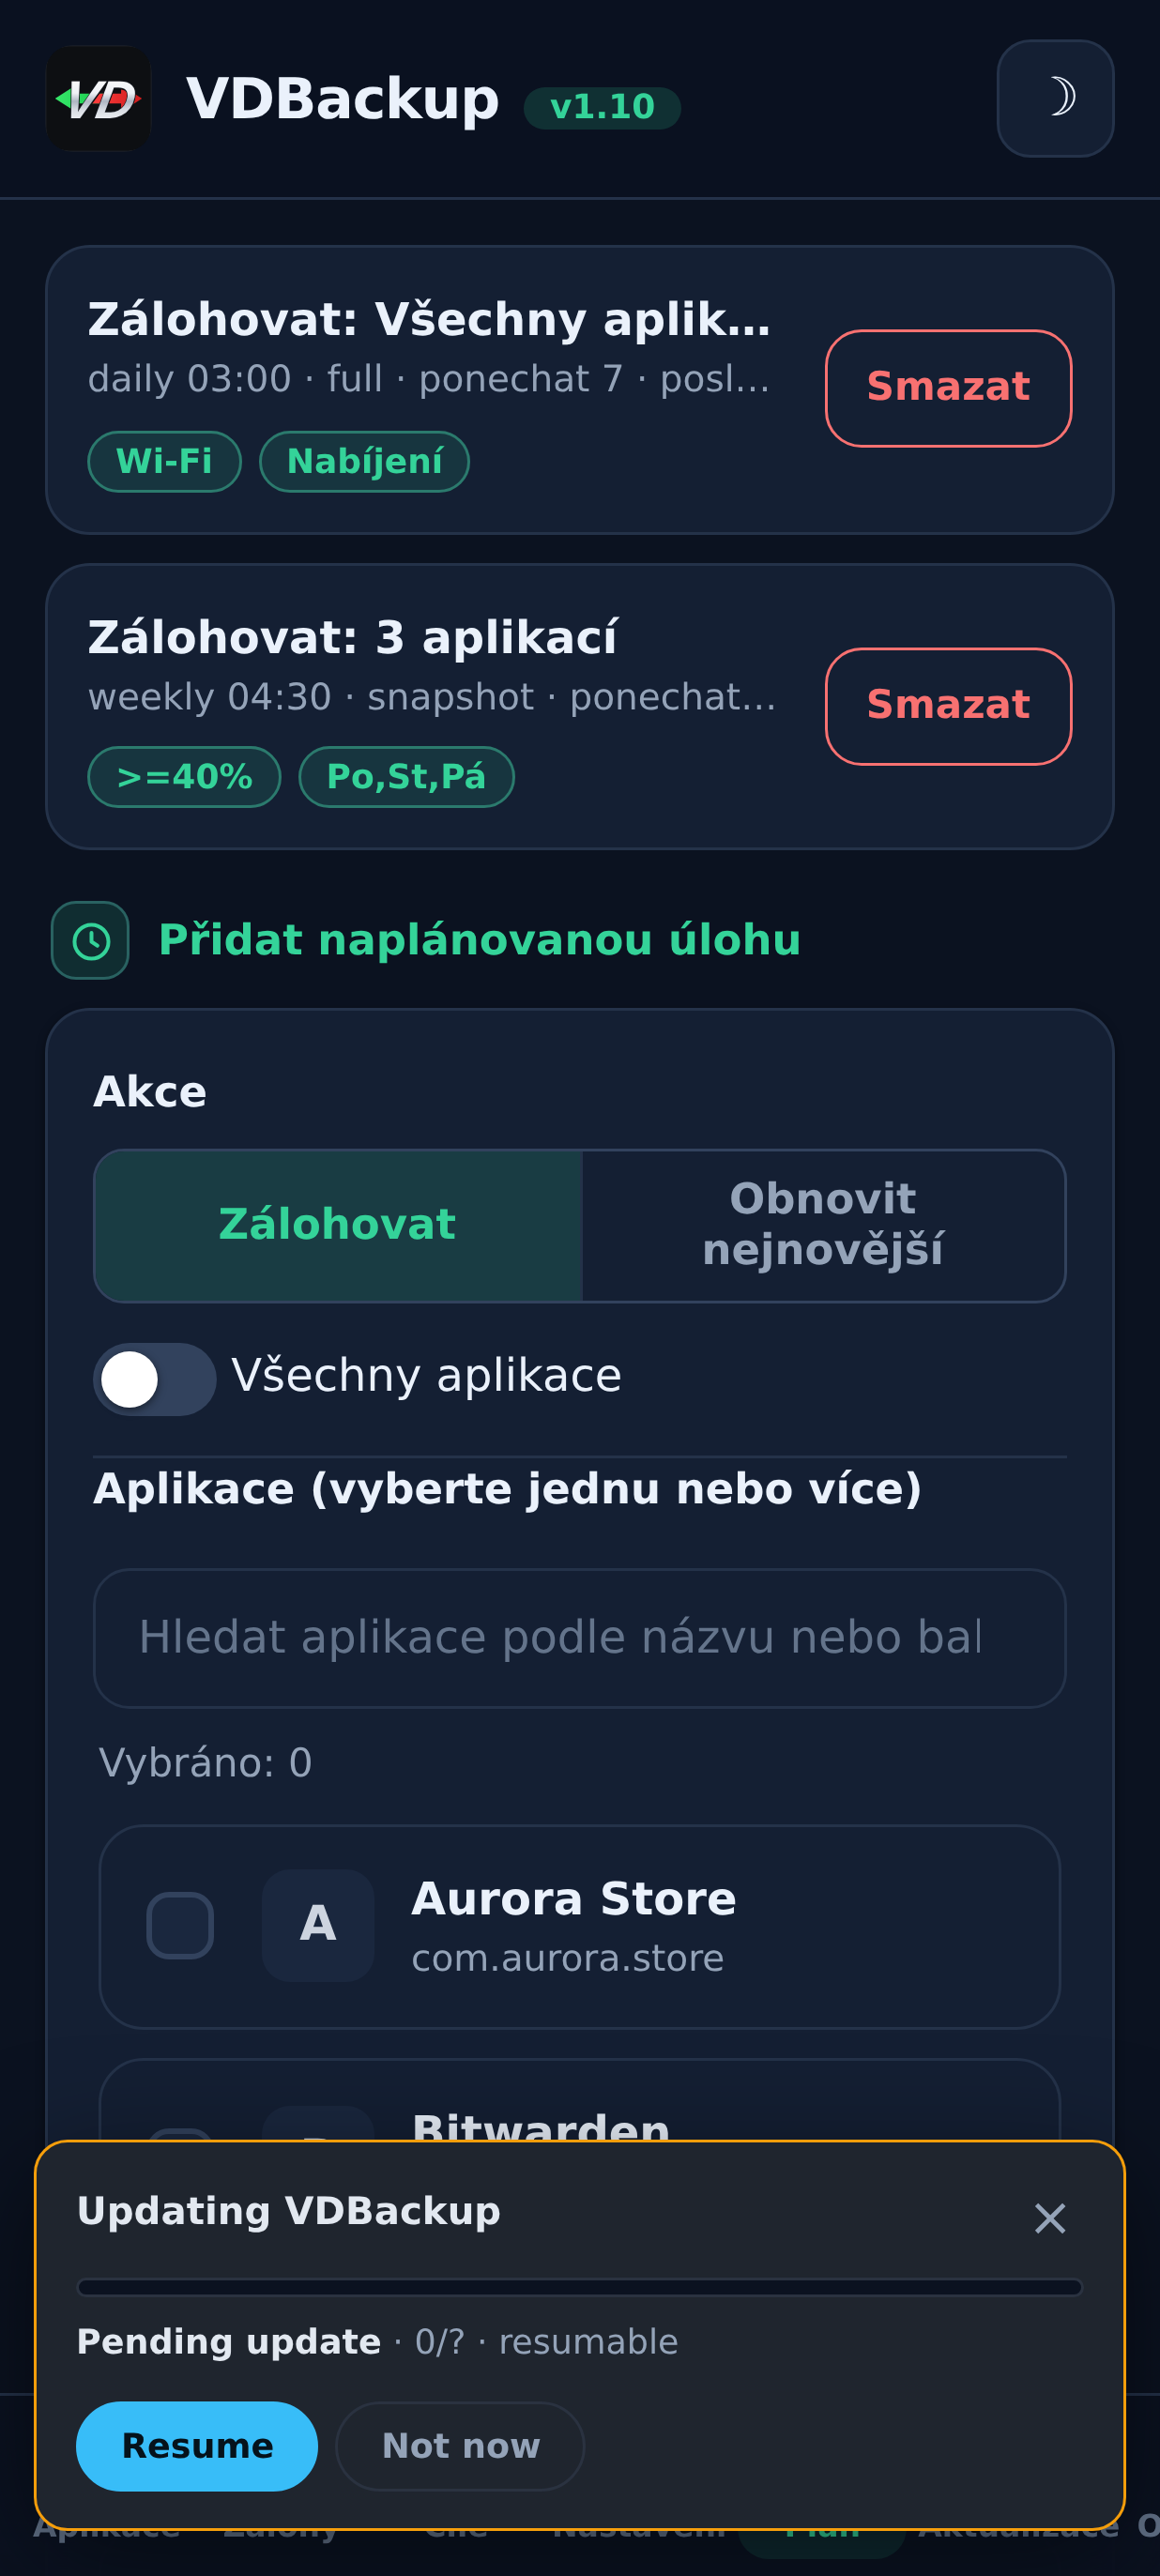 VD
VDBackup v1.10
☽
Zálohovat: Všechny aplik…
daily 03:00 · full · ponechat 7 · posl…
Smazat
Wi-Fi
Nabíjení
Zálohovat: 3 aplikací
weekly 04:30 · snapshot · ponechat…
Smazat
>=40%
Po,St,Pá
Přidat naplánovanou úlohu
Akce
Zálohovat
Obnovit
nejnovější
Všechny aplikace
Aplikace (vyberte jednu nebo více)
Hledat aplikace podle názvu nebo
Vybráno: 0
A
Aurora Store
com.aurora.store
Bitwarden
Updating VDBackup
×
Pending update · 0/? · resumable
Resume
Not now